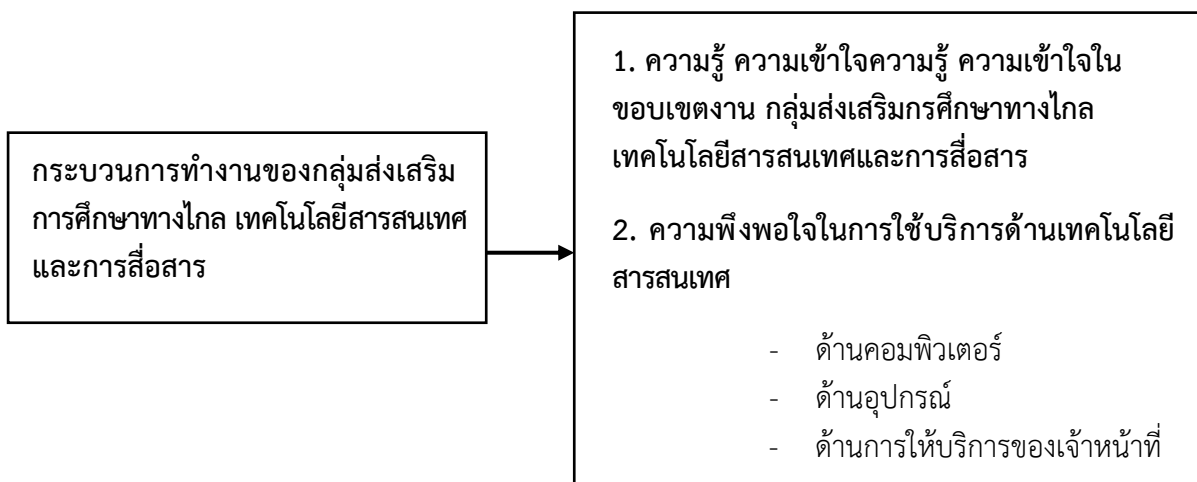 กระบวนการทำงานของกลุ่มส่งเสริม
การศึกษาทางไกล เทคโนโลยีสารสนเทศ
และการสื่อสาร
1. ความรู้ ความเข้าใจความรู้ ความเข้าใจใน
ขอบเขตงาน กลุ่มส่งเสริมกรศึกษาทางไกล
เทคโนโลยีสารสนเทศและการสื่อสาร
2. ความพึงพอใจในการใช้บริการด้านเทคโนโลยี
สารสนเทศ
- ด้านคอมพิวเตอร์
- ด้านอุปกรณ์
- ด้านการให้บริการของเจ้าหน้าที่